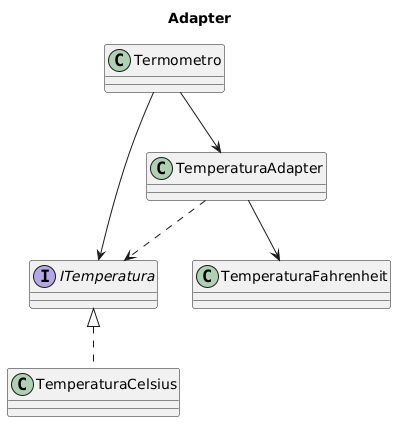 Adapter
C Termometro
C TemperaturaAdapter
I ITemperatura
C TemperaturaFahrenheit
C TemperaturaCelsius